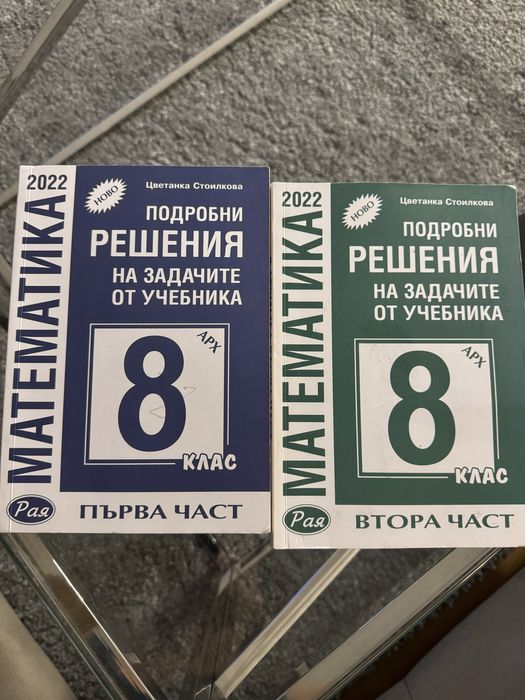 2022
НОВО
Цветанка Стоилкова
МАТЕМАТИКА
ПОДРОБНИ
РЕШЕНИЯ
НА ЗАДАЧИТЕ
ОТ УЧЕБНИКА
АРХ
8
КЛАС
Рая
ПЪРВА ЧАСТ
2022
НОВО
Цветанка Стоилкова
МАТЕМАТИКА
ПОДРОБНИ
РЕШЕНИЯ
НА ЗАДАЧИТЕ
ОТ УЧЕБНИКА
АРХ
8
КЛАС
Рая
ВТОРА ЧАСТ